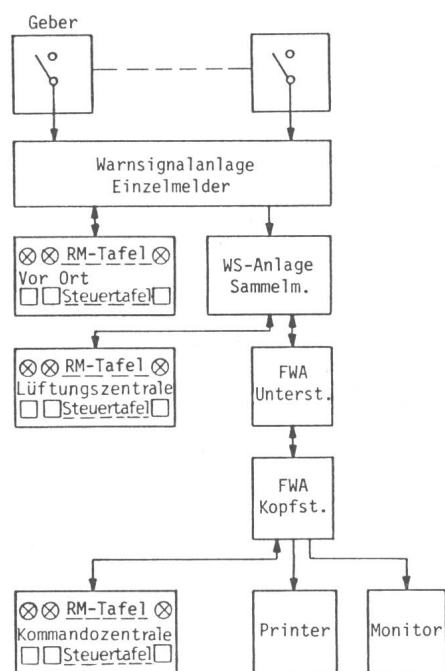 Geber
Warnsignalanlage
Einzelmelder
RM-Tafel
Vor Ort
Steuertafel
WS-Anlage
Sammelm.
RM-Tafel
Lüftungszentrale
Steuertafel
FWA
Unterst.
FWA
Kopfst.
RM-Tafel
Kommandozentrale
Steuertafel
Printer
Monitor